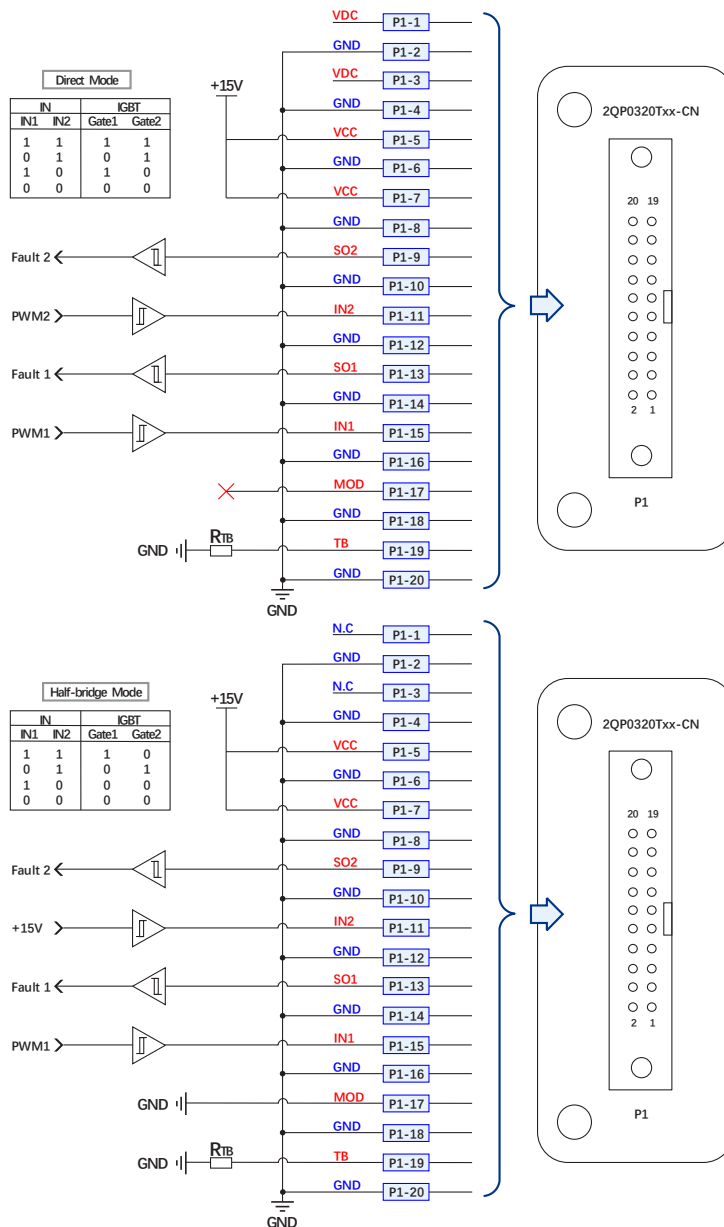 VDC P1-1
GND P1-2
Direct Mode
VDC P1-3
+15V
2QP0320Txx-CN
IN IGBT
GND P1-4
IN1 IN2 Gate1 Gate2
1 1 1 1
VCC P1-5
0 1 0 1
1 0 1 0
GND P1-6
0 0 0 0
VCC P1-7
20 19
GND P1-8
Fault 2 SO2 P1-9
GND P1-10
PWM2 IN2 P1-11
GND P1-12
Fault 1 SO1 P1-13
GND P1-14
2 1
PWM1 IN1 P1-15
GND P1-16
MOD P1-17
P1
GND P1-18
GND RTB TB P1-19
GND P1-20
GND
N.C P1-1
GND P1-2
Half-bridge Mode
N.C P1-3
+15V
2QP0320Txx-CN
IN IGBT
GND P1-4
IN1 IN2 Gate1 Gate2
1 1 1 0
VCC P1-5
0 1 0 1
1 0 0 0
GND P1-6
0 0 0 0
VCC P1-7
20 19
GND P1-8
Fault 2 SO2 P1-9
GND P1-10
+15V IN2 P1-11
GND P1-12
Fault 1 SO1 P1-13
GND P1-14
2 1
PWM1 IN1 P1-15
GND P1-16
GND MOD P1-17
P1
GND P1-18
GND RTB TB P1-19
GND P1-20
GND